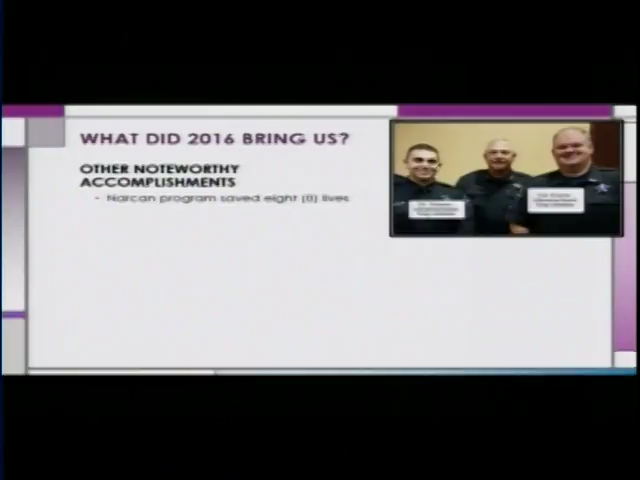 WHAT DID 2016 BRING US?
OTHER NOTEWORTHY
ACCOMPLISHMENTS
- Narcan program saved eight (8) lives